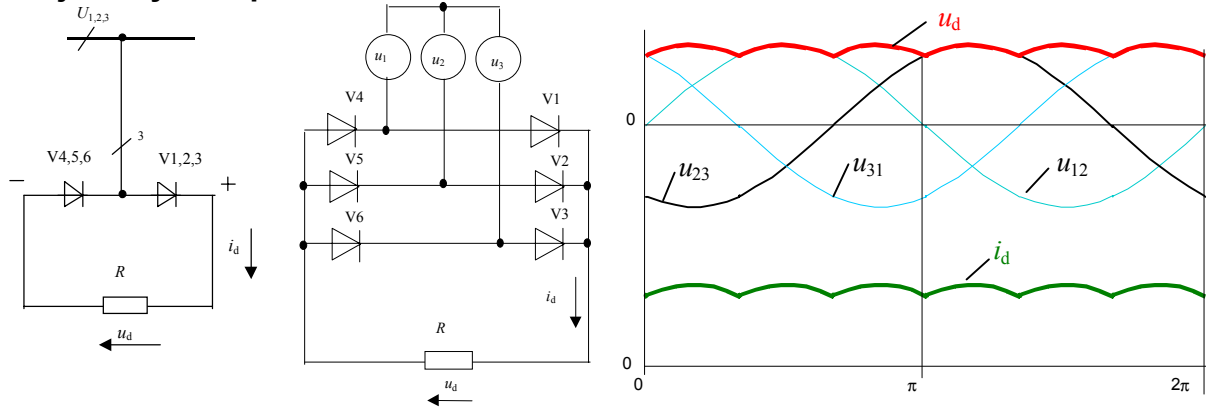 U1,2,3
3
V4,5,6
V1,2,3
−
+
id
R
ud
u1
u2
u3
V4
V1
V5
V2
V6
V3
id
R
ud
ud
0
u23
u31
u12
id
0
0
π
2π